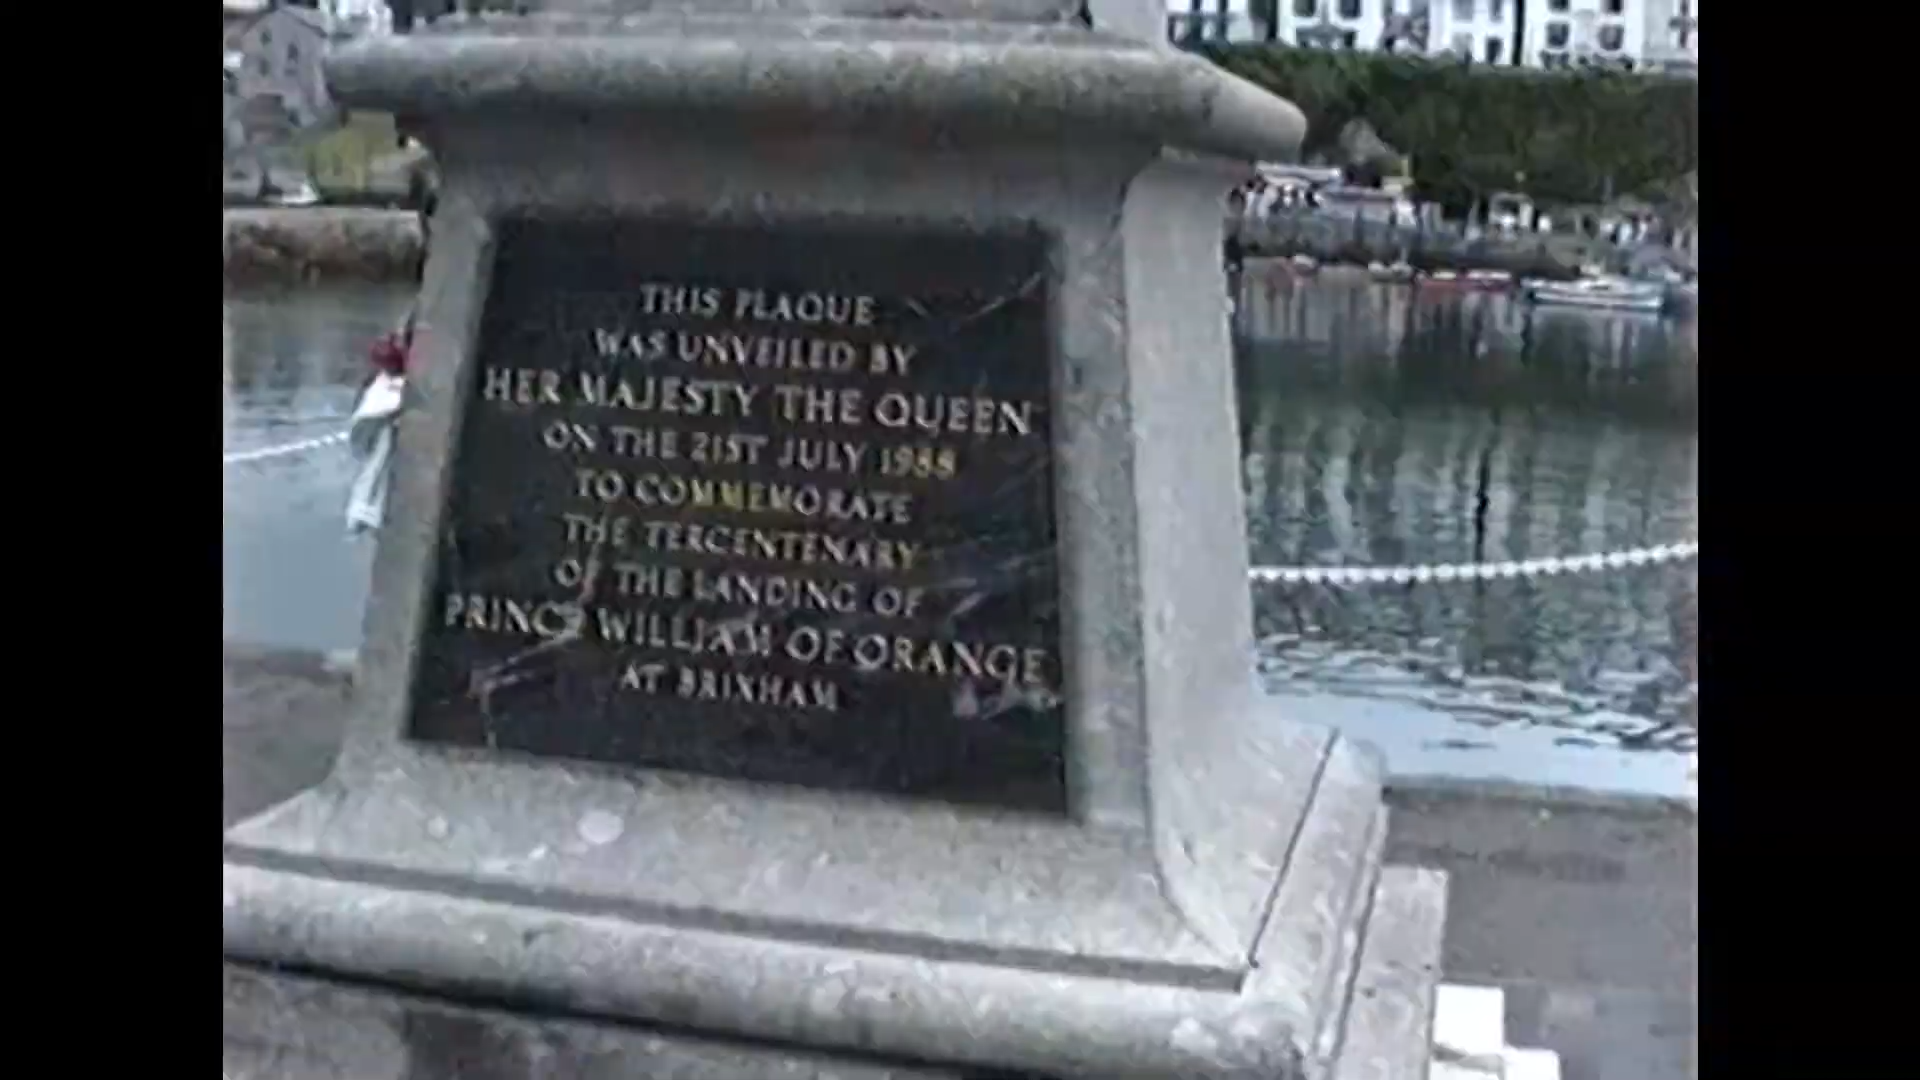 THIS PLAQUE
WAS UNVEILED BY
HER MAJESTY THE QUEEN
ON THE 21ST JULY 1988
TO COMMEMORATE
THE TERCENTENARY
OF THE LANDING OF
PRINCE WILLIAM OF ORANGE
AT BRIXHAM